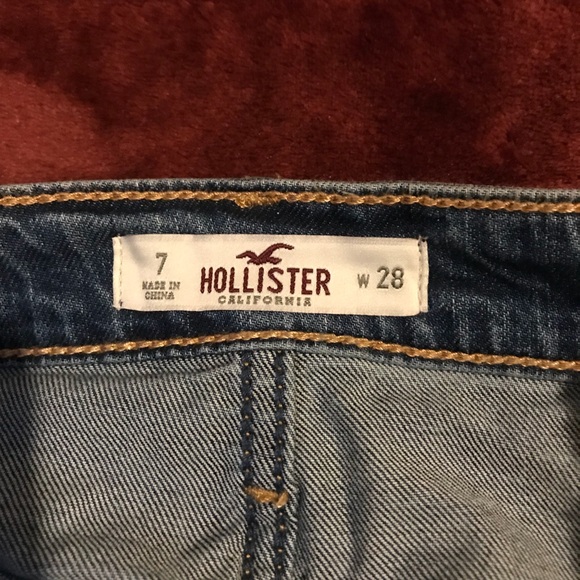 7
MADE IN
CHINA
HOLLISTER
CALIFORNIA
W 28